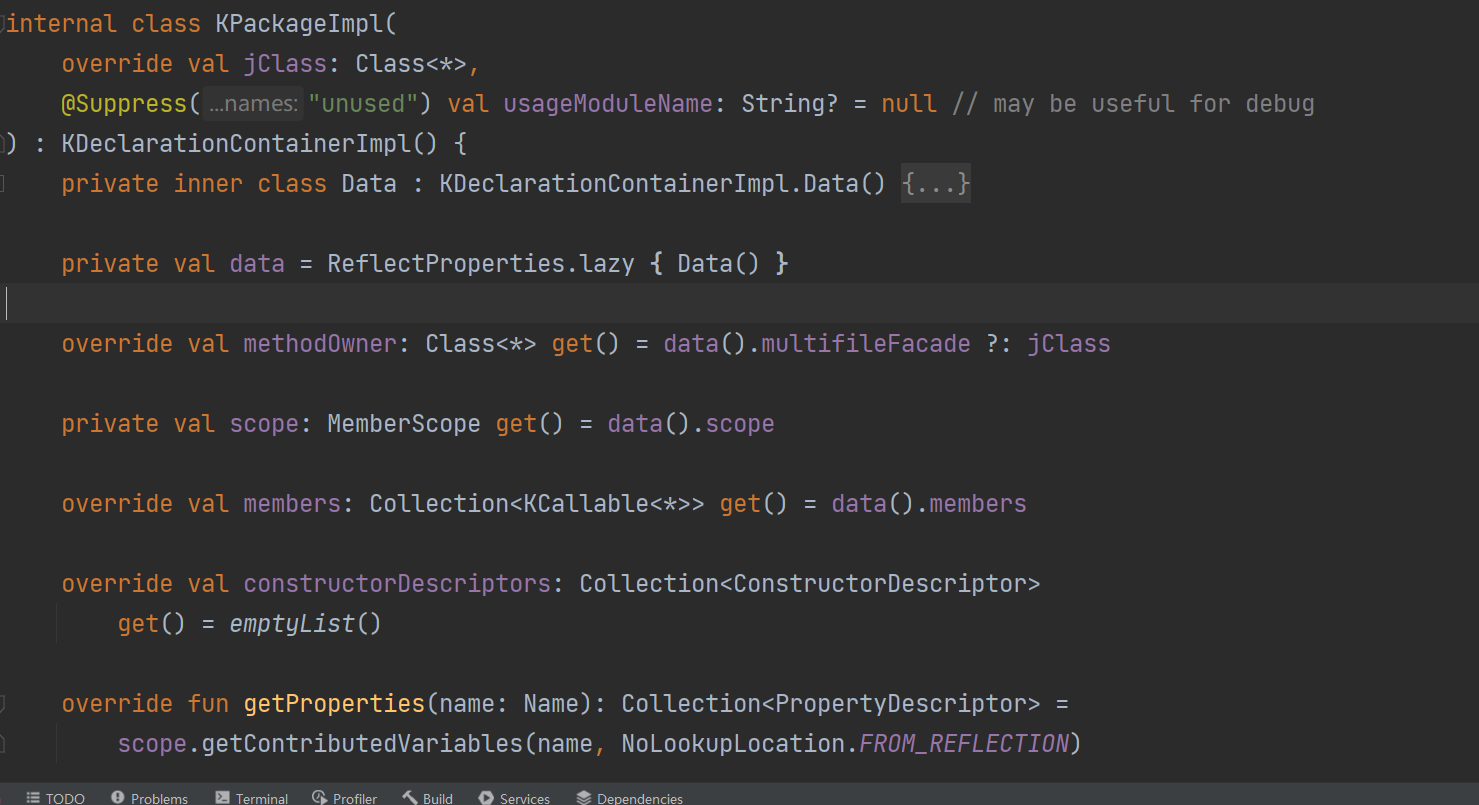 internal class KPackageImpl(
    override val jClass: Class<*>,
    @Suppress( ...names: "unused") val usageModuleName: String? = null // may be useful for debug
) : KDeclarationContainerImpl() {
    private inner class Data : KDeclarationContainerImpl.Data() {...}
    private val data = ReflectProperties.lazy { Data() }
    override val methodOwner: Class<*> get() = data().multifileFacade ?: jClass
    private val scope: MemberScope get() = data().scope
    override val members: Collection<KCallable<*>> get() = data().members
    override val constructorDescriptors: Collection<ConstructorDescriptor>
        get() = emptyList()
    override fun getProperties(name: Name): Collection<PropertyDescriptor> =
        scope.getContributedVariables(name, NoLookupLocation.FROM_REFLECTION)
TODO Problems Terminal Profiler Build Services Dependencies